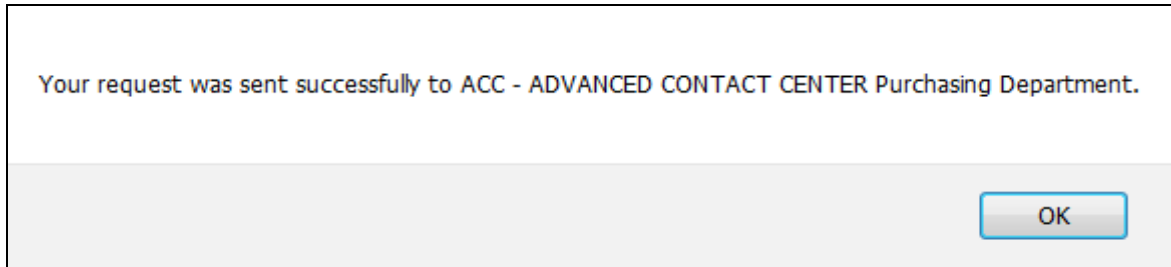 Your request was sent successfully to ACC - ADVANCED CONTACT CENTER Purchasing Department.
OK